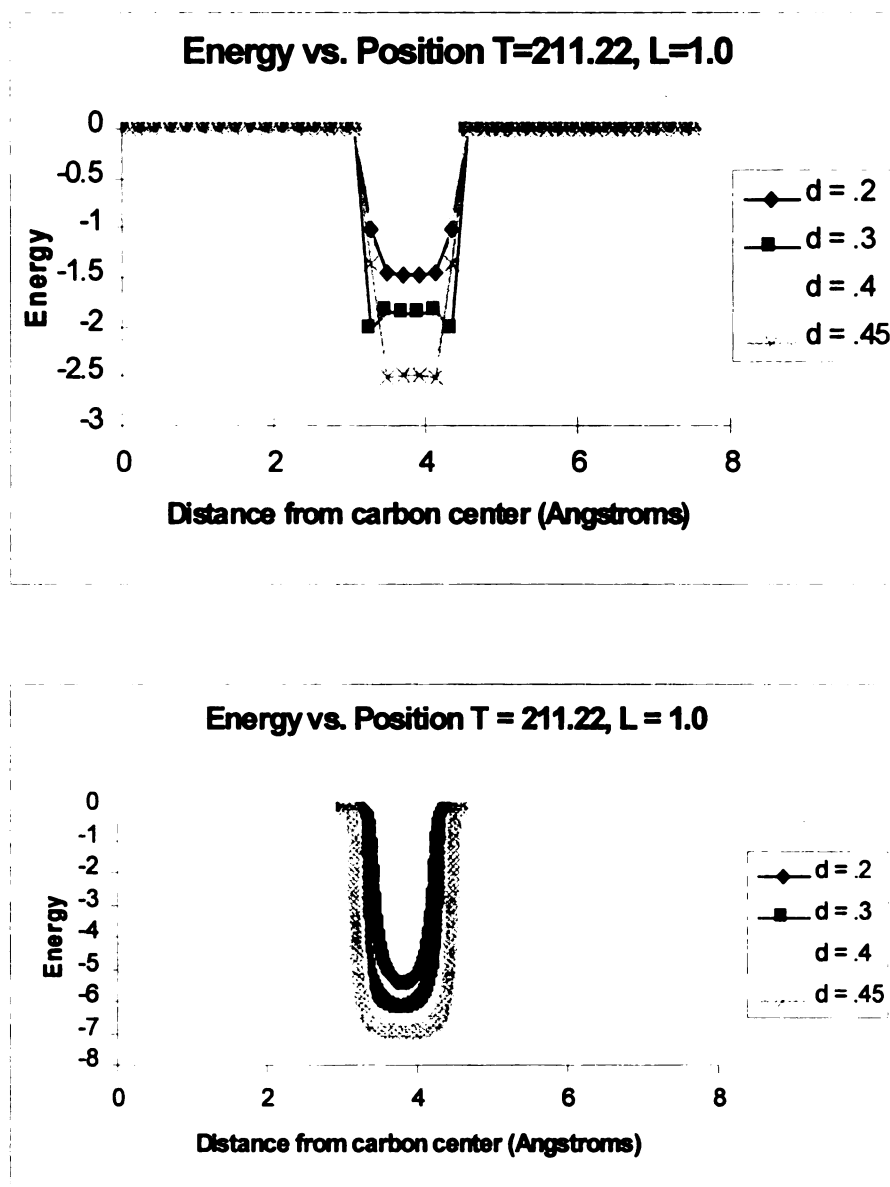 Energy vs. Position T=211.22, L=1.0
0
-0.5
-1
-1.5
-2
-2.5
-3
Energy
0 2 4 6 8
Distance from carbon center (Angstroms)
d = .2
d = .3
d = .4
d = .45
Energy vs. Position T = 211.22, L = 1.0
0
-1
-2
-3
-4
-5
-6
-7
-8
Energy
0 2 4 6 8
Distance from carbon center (Angstroms)
d = .2
d = .3
d = .4
d = .45